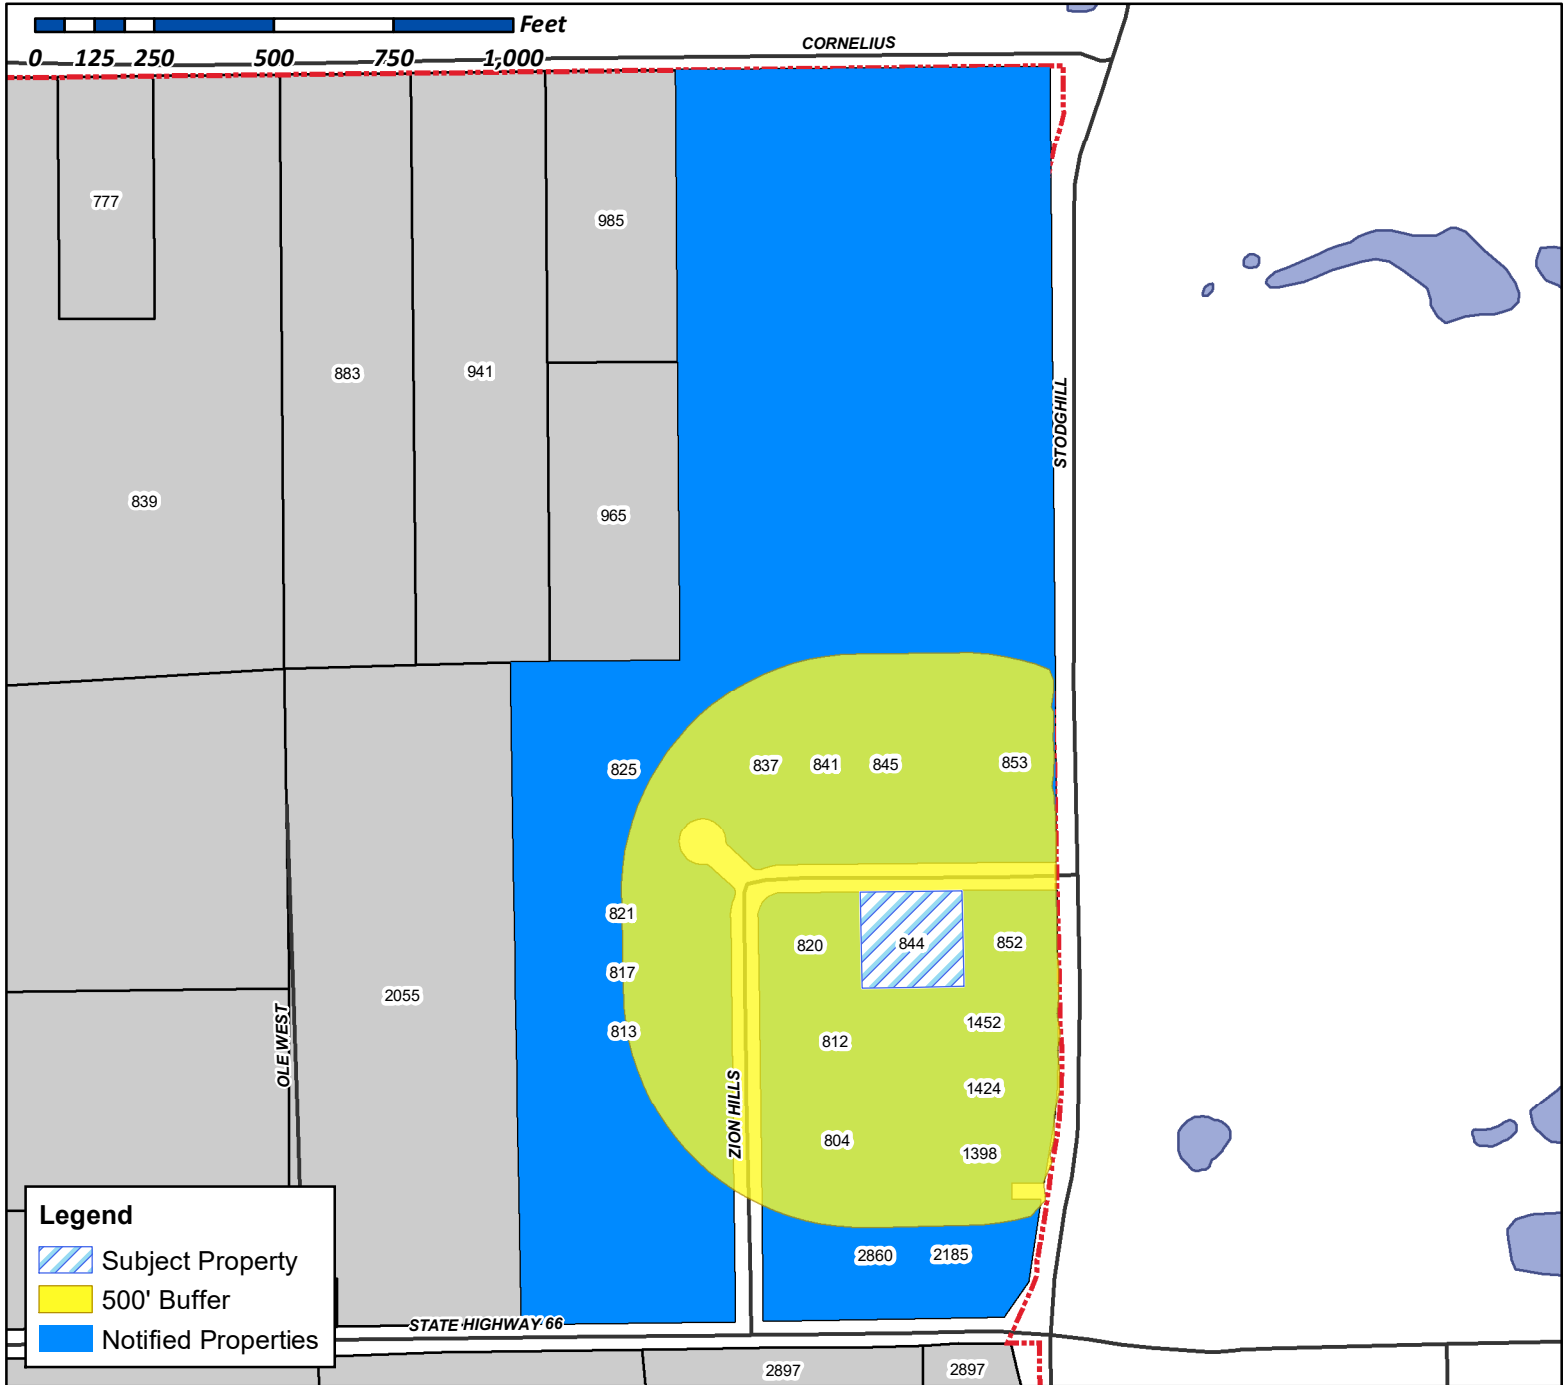 Feet
0 125 250 500 750 1,000
CORNELIUS
777
985
883
941
STODGHILL
839
965
825
837 841 845 853
821
820 844 852
817
2055
1452
813
812
OLE WEST
1424
ZION HILLS
804
1398
2860 2185
STATE HIGHWAY 66
2897 2897
Legend
Subject Property
500' Buffer
Notified Properties